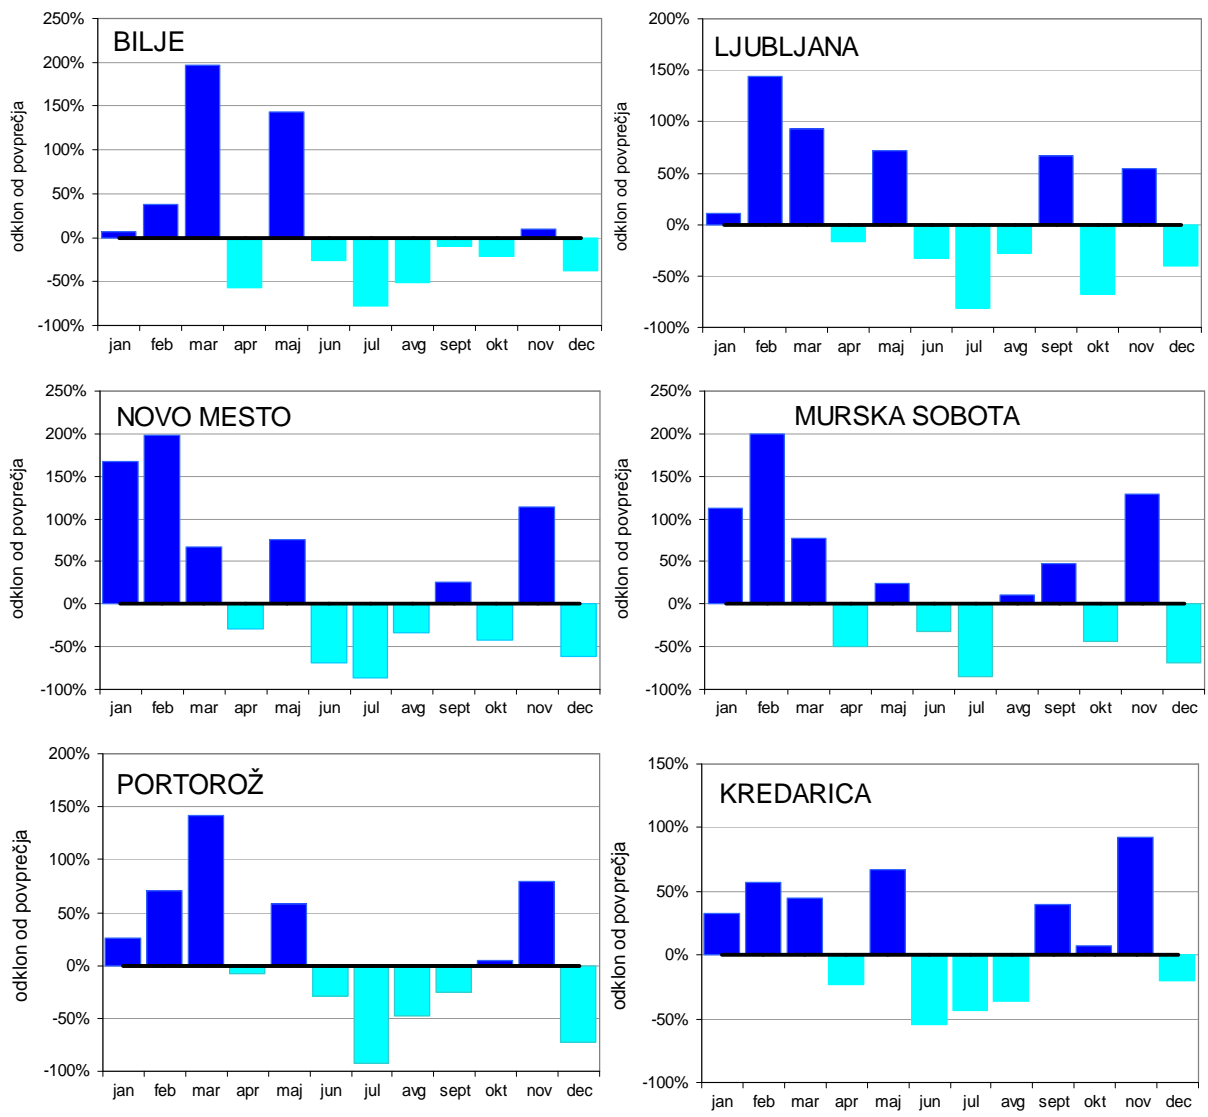 BILJE
odklon od povprečja
250%
200%
150%
100%
50%
0%
-50%
-100%
jan feb mar apr maj jun jul avg sept okt nov dec
LJUBLJANA
odklon od povprečja
200%
150%
100%
50%
0%
-50%
-100%
jan feb mar apr maj jun jul avg sept okt nov dec
NOVO MESTO
odklon od povprečja
250%
200%
150%
100%
50%
0%
-50%
-100%
jan feb mar apr maj jun jul avg sept okt nov dec
MURSKA SOBOTA
odklon od povprečja
250%
200%
150%
100%
50%
0%
-50%
-100%
jan feb mar apr maj jun jul avg sept okt nov dec
PORTOROŽ
odklon od povprečja
200%
150%
100%
50%
0%
-50%
-100%
jan feb mar apr maj jun jul avg sept okt nov dec
KREDARICA
odklon od povprečja
150%
100%
50%
0%
-50%
-100%
jan feb mar apr maj jun jul avg sept okt nov dec